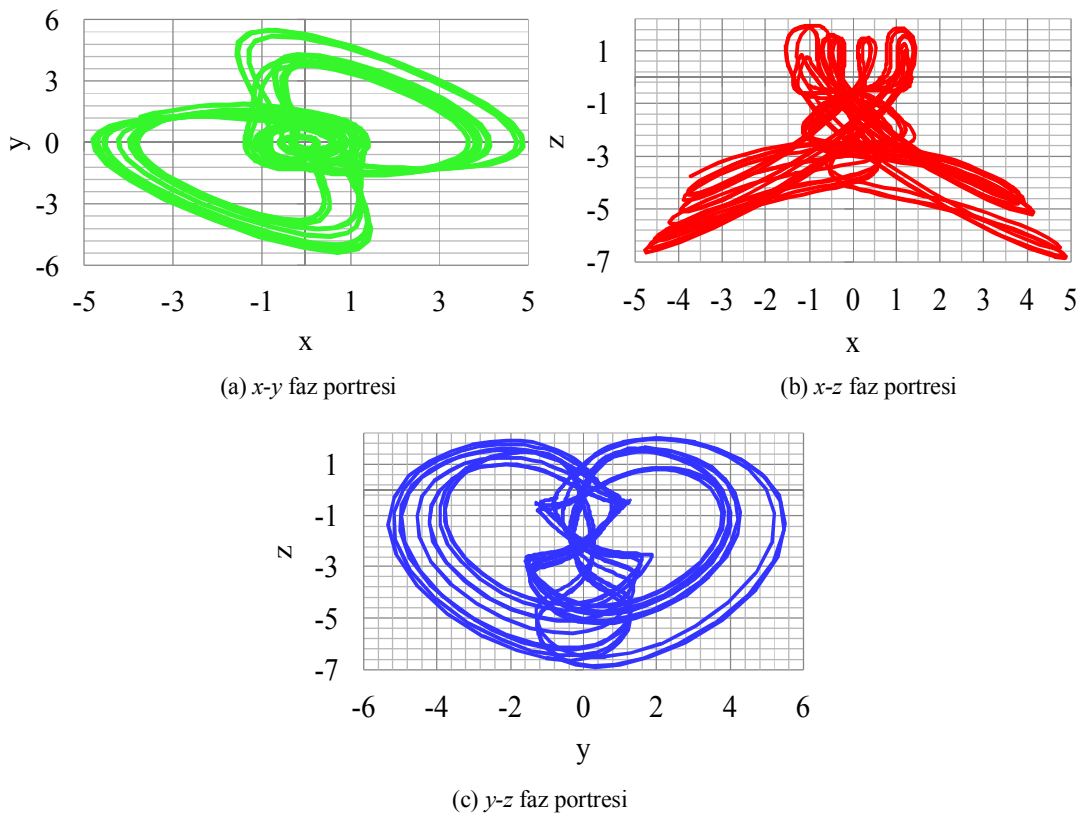 6
3
0
-3
-6
y
-5 -3 -1 1 3 5
x
(a) x-y faz portresi
1
-1
-3
-5
-7
z
-5 -4 -3 -2 -1 0 1 2 3 4 5
x
(b) x-z faz portresi
1
-1
-3
-5
-7
z
-6 -4 -2 0 2 4 6
y
(c) y-z faz portresi